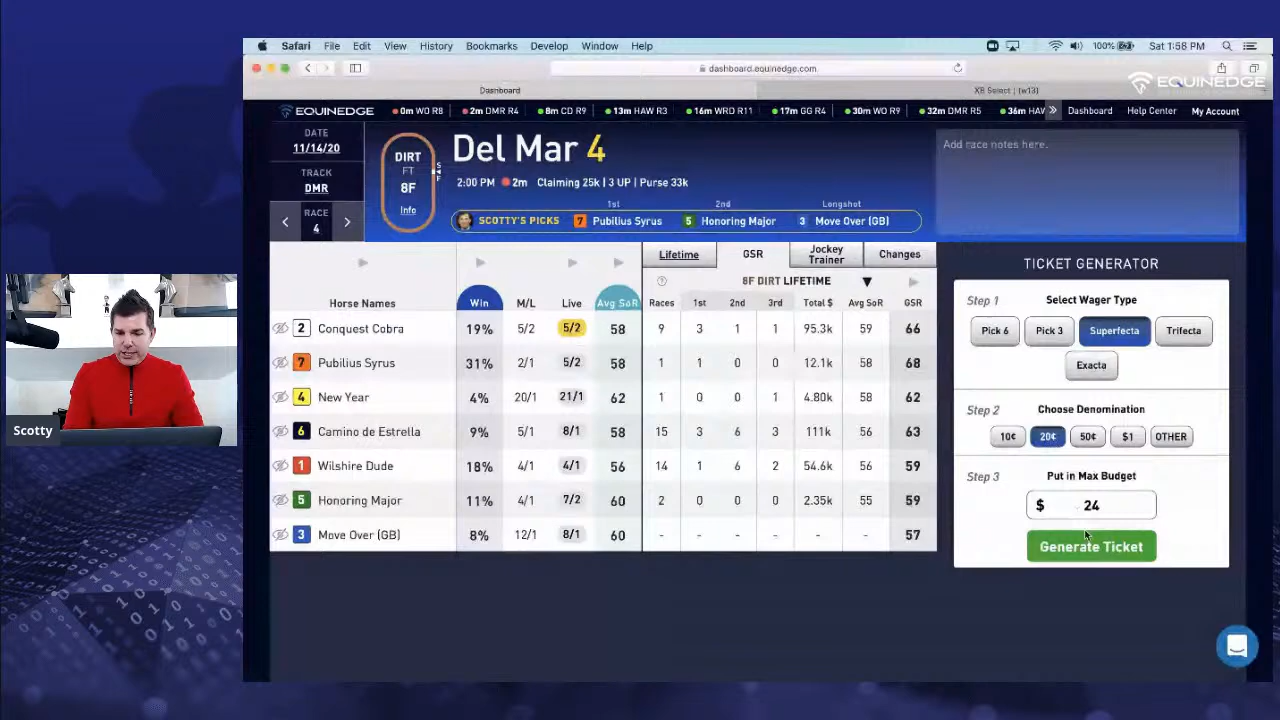 Safari File Edit View History Bookmarks Develop Window Help 100% Sat 1:58 PM
dashboard.equinedge.com
Dashboard XB Select | (w13)
EQUINEDGE
EQUINEDGE 0m WO R8 2m DMR R4 8m CD R9 13m HAW R3 16m WRD R11 17m GG R4 30m WO R9 32m DMR R5 36m HAW » Dashboard Help Center My Account
DATE
11/14/20
TRACK
DMR
RACE
4
DIRT
FT
8F
Info
S
F
Del Mar 4
2:00 PM 2m Claiming 25k | 3 UP | Purse 33k
1st 2nd Longshot
SCOTTY'S PICKS 7 Pubilius Syrus 5 Honoring Major 3 Move Over (GB)
Add race notes here.
Lifetime GSR Jockey Trainer Changes
8F DIRT LIFETIME
Horse Names Win M/L Live Avg SoR Races 1st 2nd 3rd Total $ Avg SoR GSR
2 Conquest Cobra 19% 5/2 5/2 58 9 3 1 1 95.3k 59 66
7 Pubilius Syrus 31% 2/1 5/2 58 1 1 0 0 12.1k 58 68
4 New Year 4% 20/1 21/1 62 1 0 0 1 4.80k 58 62
6 Camino de Estrella 9% 5/1 8/1 58 15 3 6 3 111k 56 63
1 Wilshire Dude 18% 4/1 4/1 56 14 1 6 2 54.6k 56 59
5 Honoring Major 11% 4/1 7/2 60 2 0 0 0 2.35k 55 59
3 Move Over (GB) 8% 12/1 8/1 60 - - - - - - 57
TICKET GENERATOR
Step 1 Select Wager Type
Pick 6 Pick 3 Superfecta Trifecta
Exacta
Step 2 Choose Denomination
10¢ 20¢ 50¢ $1 OTHER
Step 3 Put in Max Budget
$ 24
Generate Ticket
Scotty